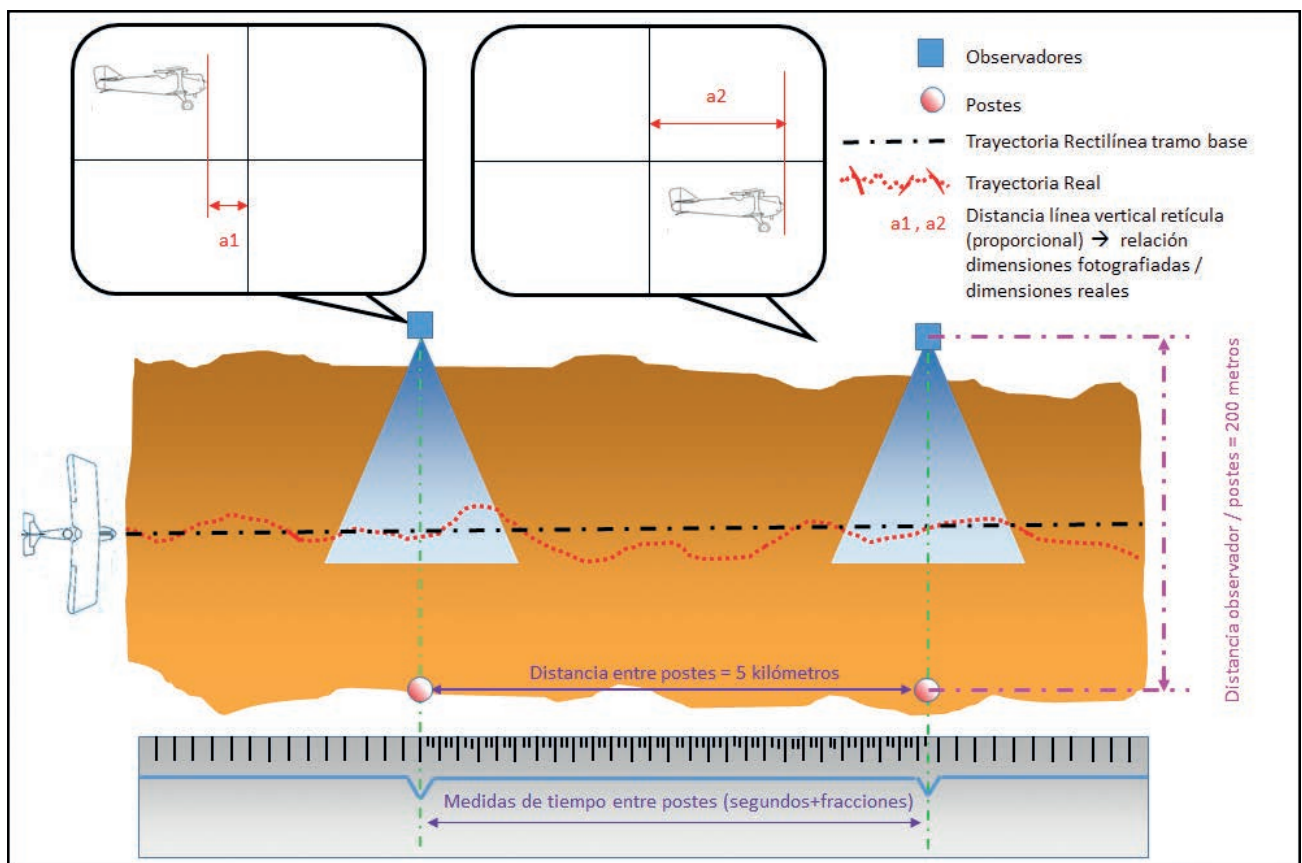 a1
a2
Observadores
Postes
Trayectoria Rectilínea tramo base
Trayectoria Real
a1 , a2
Distancia línea vertical retícula
(proporcional) → relación
dimensiones fotografiadas /
dimensiones reales
Distancia observador / postes = 200 metros
Distancia entre postes = 5 kilómetros
Medidas de tiempo entre postes (segundos+fracciones)